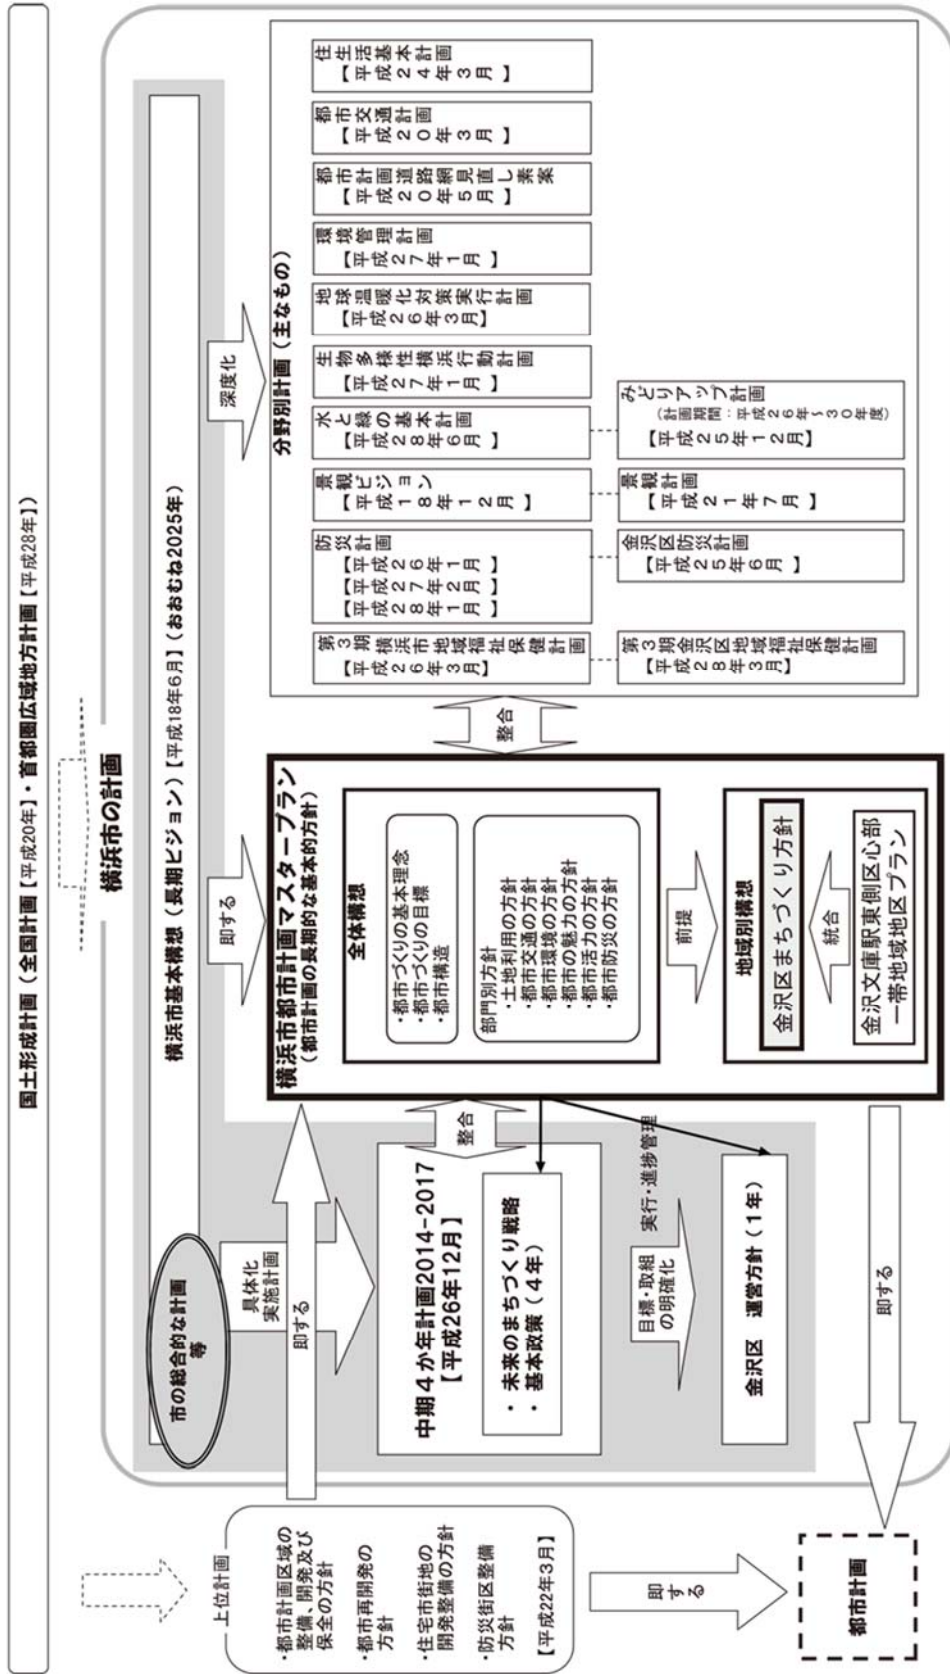 国土形成計画（全国計画【平成20年】・首都圏広域地方計画【平成28年】）
横浜市の計画
横浜市基本構想（長期ビジョン）【平成18年6月】（おおむね2025年）
市の総合的な計画
等
上位計画
・都市計画区域の
整備、開発及び
保全の方針
・都市再開発の
方針
・住宅市街地の
開発整備の方針
・防災街区整備
方針
【平成22年3月】
即する
都市計画
具体化
実施計画
即する
中期４か年計画2014-2017
【平成26年12月】
・ 未来のまちづくり戦略
・ 基本政策（４年）
目標・取組
の明確化
実行・進捗管理
金沢区　運営方針（１年）
整合
即する
即する
横浜市都市計画マスタープラン
（都市計画の長期的な基本的方針）
全体構想
・都市づくりの基本理念
・都市づくりの目標
・都市構造
部門別方針
・土地利用の方針
・都市交通の方針
・都市環境の方針
・都市の魅力の方針
・都市活力の方針
・都市防災の方針
前提
地域別構想
金沢区まちづくり方針
統合
金沢文庫駅東側区心部
一帯地域地区プラン
整合
深度化
分野別計画（主なもの）
第３期横浜市地域福祉保健計画
【平成２６年３月】
防災計画
【平成２６年１月】
【平成２７年２月】
【平成２８年１月】
景観ビジョン
【平成１８年１２月】
水と緑の基本計画
【平成２８年６月】
生物多様性横浜行動計画
【平成２７年１月】
地球温暖化対策実行計画
【平成２６年３月】
環境管理計画
【平成２７年１月】
都市計画道路網見直し素案
【平成２０年５月】
都市交通計画
【平成２０年３月】
住生活基本計画
【平成２４年３月】
第３期金沢区地域福祉保健計画
【平成２８年３月】
金沢区防災計画
【平成２５年６月】
景観計画
【平成２１年７月】
みどりアップ計画
（計画期間：平成２６年～３０年度）
【平成２５年１２月】